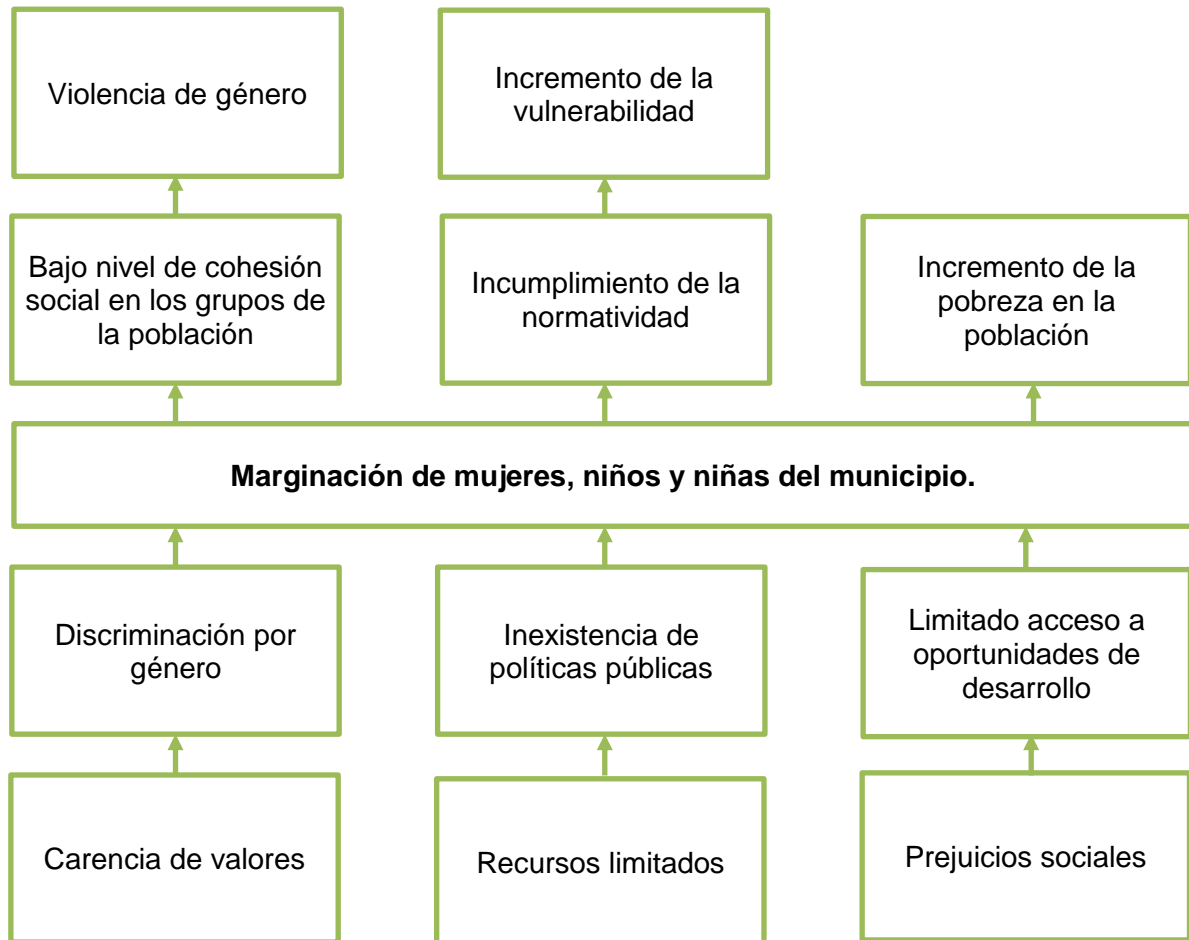 Violencia de género
Incremento de la
vulnerabilidad
Bajo nivel de cohesión
social en los grupos de
la población
Incumplimiento de la
normatividad
Incremento de la
pobreza en la
población
Marginación de mujeres, niños y niñas del municipio.
Discriminación por
género
Inexistencia de
políticas públicas
Limitado acceso a
oportunidades de
desarrollo
Carencia de valores
Recursos limitados
Prejuicios sociales